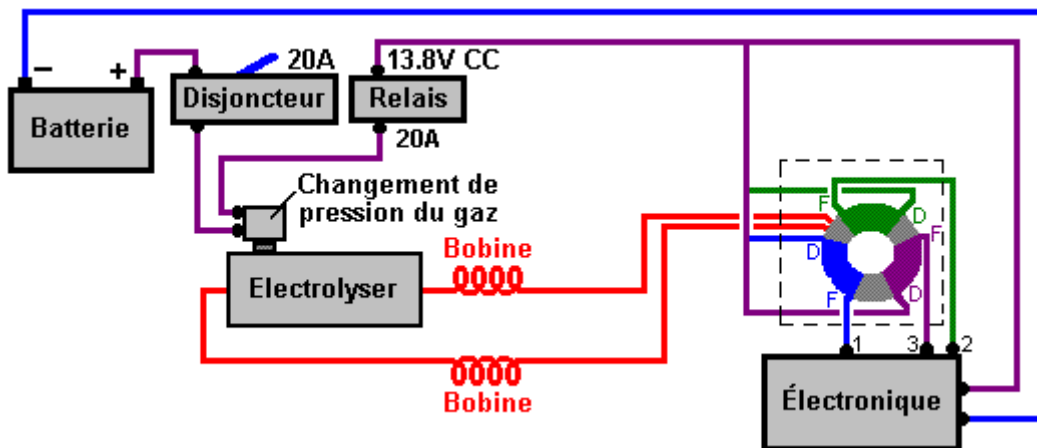 − +
Batterie
20A
Disjoncteur
13.8V CC
Relais
20A
Changement de
pression du gaz
Bobine
Electrolyser
Bobine
F
D
F
D
F
D
1 3 2
Électronique